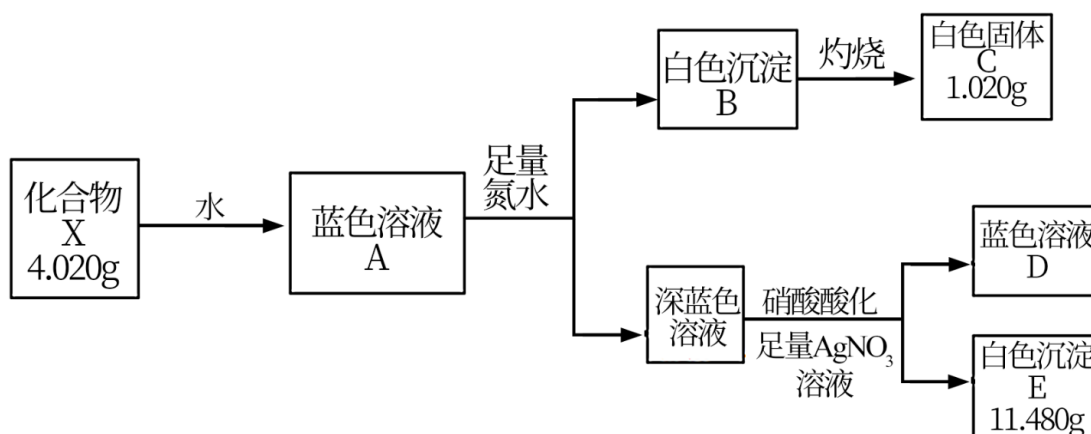 化合物
X
4.020g
水
蓝色溶液
A
足量
氮水
白色沉淀
B
灼烧
白色固体
C
1.020g
深蓝色
溶液
硝酸酸化
足量AgNO₃
溶液
蓝色溶液
D
白色沉淀
E
11.480g